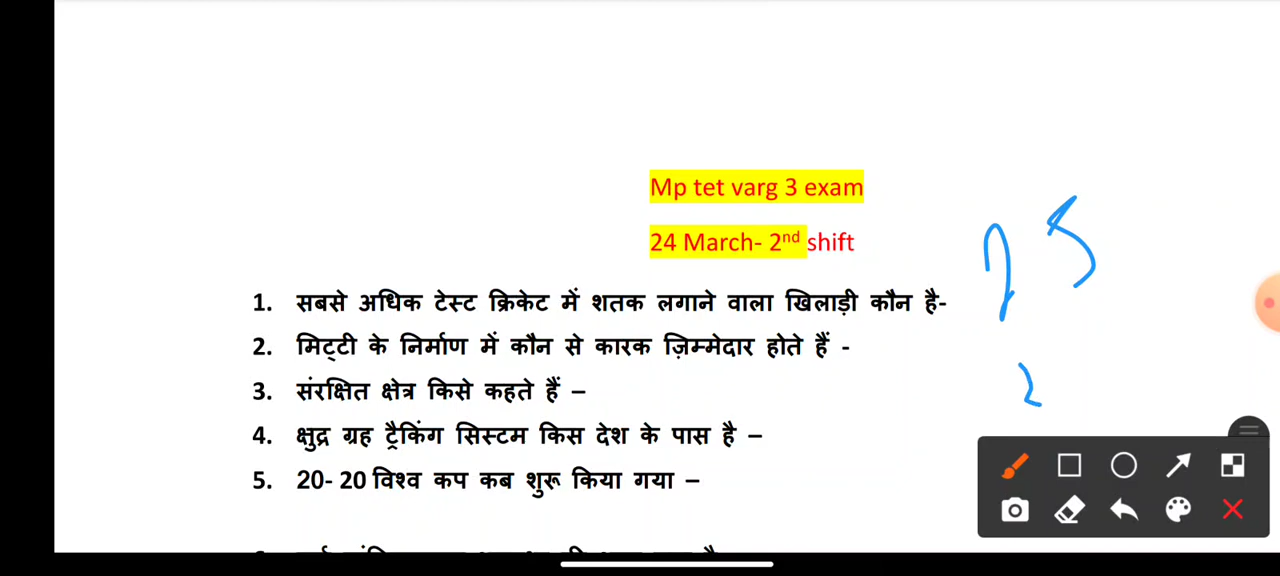 Mp tet varg 3 exam
24 March- 2nd shift
1. सबसे अधिक टेस्ट क्रिकेट में शतक लगाने वाला खिलाड़ी कौन है-
2. मिट्टी के निर्माण में कौन से कारक ज़िम्मेदार होते हैं -
3. संरक्षित क्षेत्र किसे कहते हैं –
4. क्षुद्र ग्रह ट्रैकिंग सिस्टम किस देश के पास है –
5. 20- 20 विश्व कप कब शुरू किया गया –